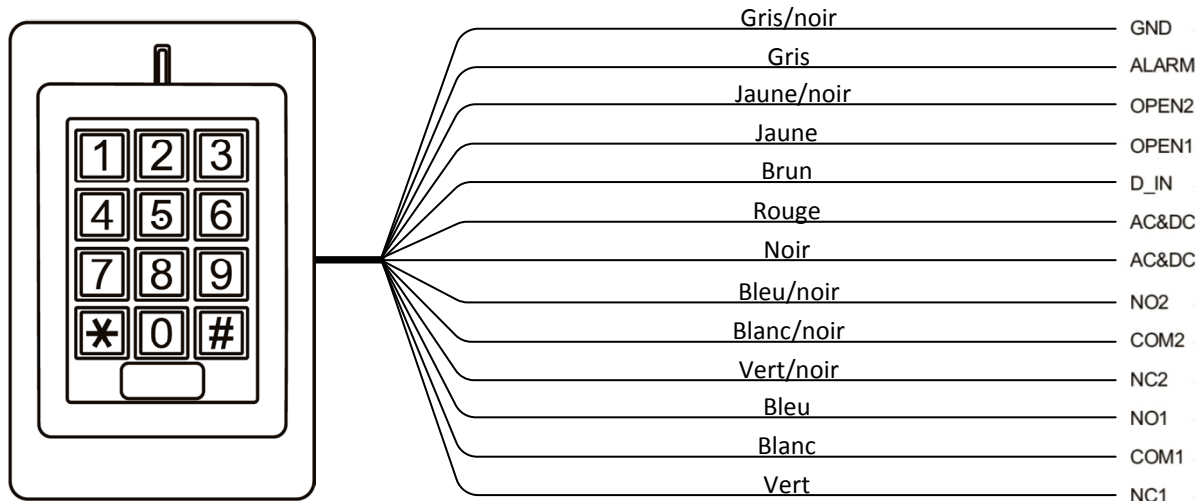 Gris/noir GND
Gris ALARM
Jaune/noir OPEN2
Jaune OPEN1
Brun D_IN
Rouge AC&DC
Noir AC&DC
Bleu/noir NO2
Blanc/noir COM2
Vert/noir NC2
Bleu NO1
Blanc COM1
Vert NC1
1 2 3
4 5 6
7 8 9
* 0 #